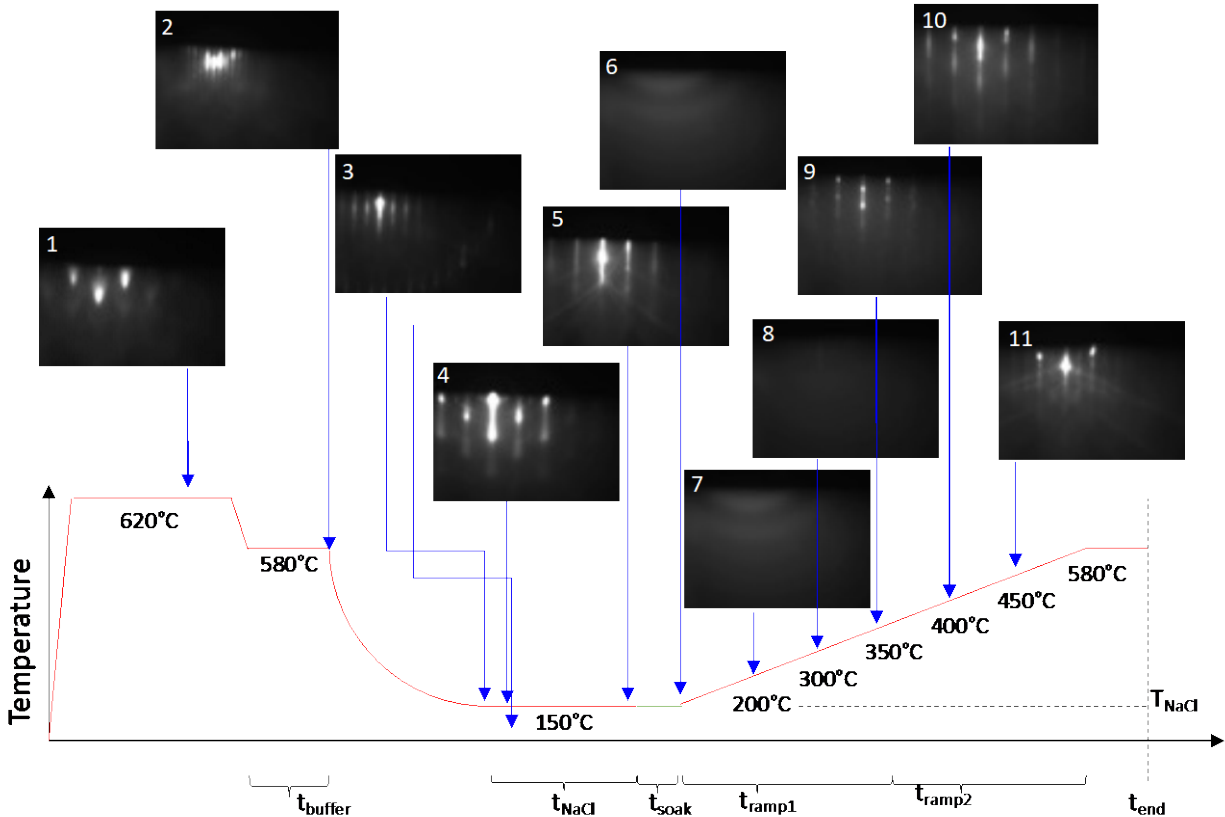 2
10
6
3
9
5
1
8
11
4
7
620°C
580°C
580°C
450°C
400°C
350°C
300°C
200°C
150°C
T_NaCl
Temperature
t_buffer
t_NaCl
t_soak
t_ramp1
t_ramp2
t_end